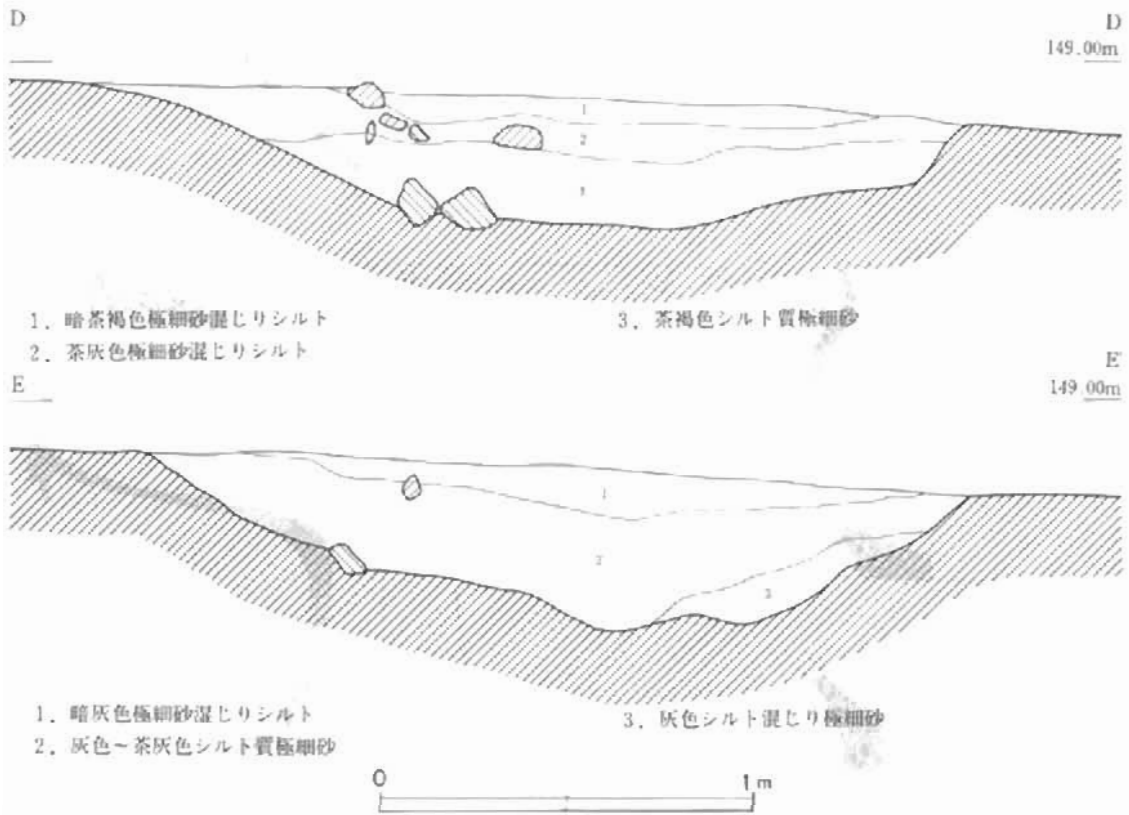 D D
149.00m
1
2
3
1. 暗茶褐色極細砂混じりシルト 3. 茶褐色シルト質極細砂
2. 茶灰色極細砂混じりシルト
E E'
149.00m
1
2
3
1. 暗灰色極細砂混じりシルト 3. 灰色シルト混じり極細砂
2. 灰色~茶灰色シルト質極細砂
0 1m